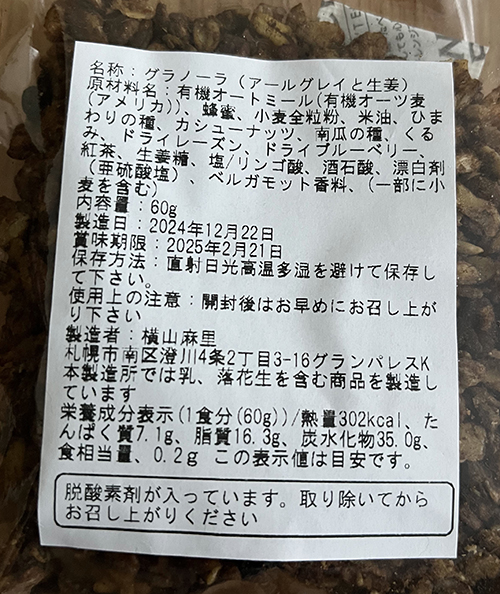 名称：グラノーラ（アールグレイと生姜）
原材料名：有機オートミール(有機オーツ麦
(アメリカ))、蜂蜜、小麦全粒粉、米油、ひま
わりの種、カシューナッツ、南瓜の種、くる
み、ドライレーズン、ドライブルーベリー、
紅茶、生姜糖、塩/リンゴ酸、酒石酸、漂白剤
（亜硫酸塩）、ベルガモット香料、（一部に小
麦を含む）
内容量：60g
製造日：2024年12月22日
賞味期限：2025年2月21日
保存方法：直射日光高温多湿を避けて保存し
て下さい。
使用上の注意：開封後はお早めにお召し上が
り下さい
製造者：横山麻里
札幌市南区澄川4条2丁目3-16グランパレスK
本製造所では乳、落花生を含む商品を製造し
ています
栄養成分表示(1食分(60g))/熱量302kcal、た
んぱく質7.1g、脂質16.3g、炭水化物35.0g、
食相当量、0.2g この表示値は目安です。
脱酸素剤が入っています。取り除いてから
お召し上がりください